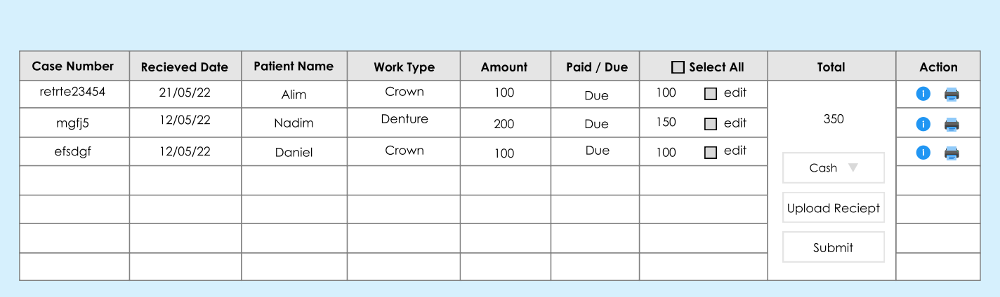 Case Number Recieved Date Patient Name Work Type Amount Paid / Due Select All Total Action
retrte23454 21/05/22 Alim Crown 100 Due 100 edit
mgfj5 12/05/22 Nadim Denture 200 Due 150 edit 350
efsdgf 12/05/22 Daniel Crown 100 Due 100 edit
Cash
Upload Reciept
Submit